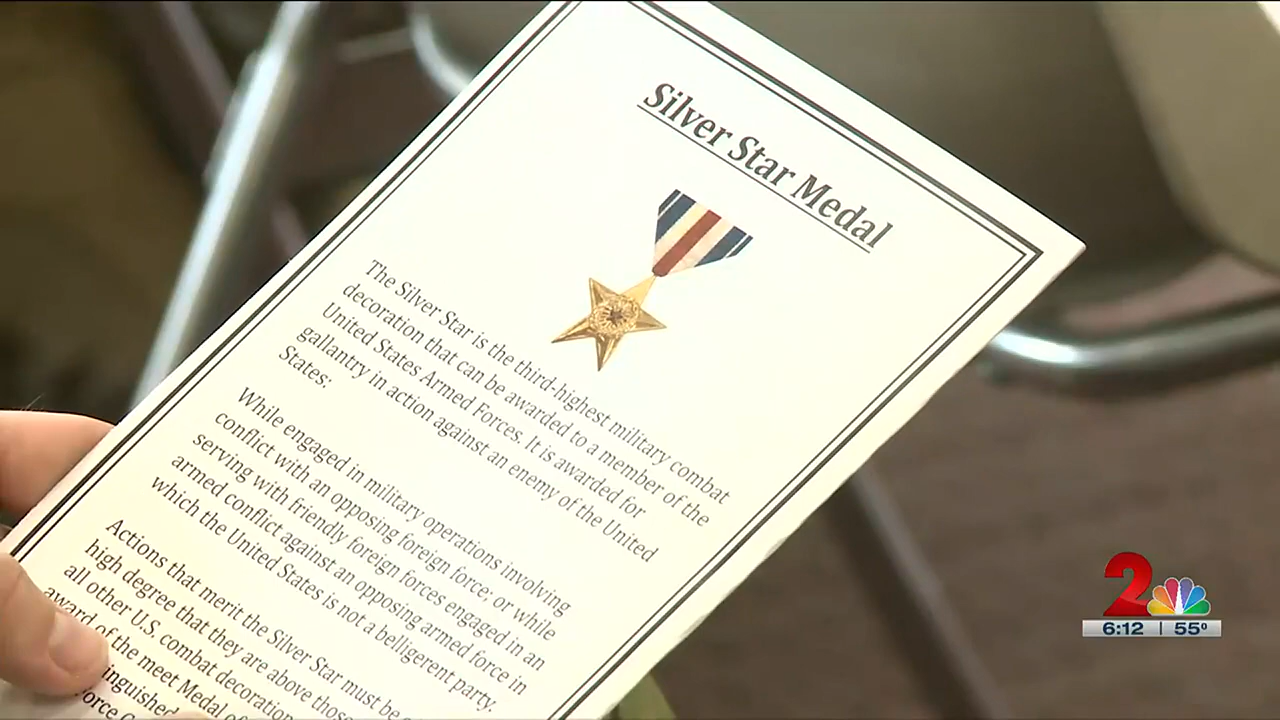 Silver Star Medal
The Silver Star is the third-highest military combat
decoration that can be awarded to a member of the
United States Armed Forces. It is awarded for
gallantry in action against an enemy of the United
States:
While engaged in military operations involving
conflict with an opposing foreign force; or while
serving with friendly foreign forces engaged in an
armed conflict against an opposing armed force in
which the United States is not a belligerent party.
Actions that merit the Silver Star must be
high degree that they are above those
all other U.S. combat decoration
award of the meet Medal of
inguished
Force
2
6:12 | 55°